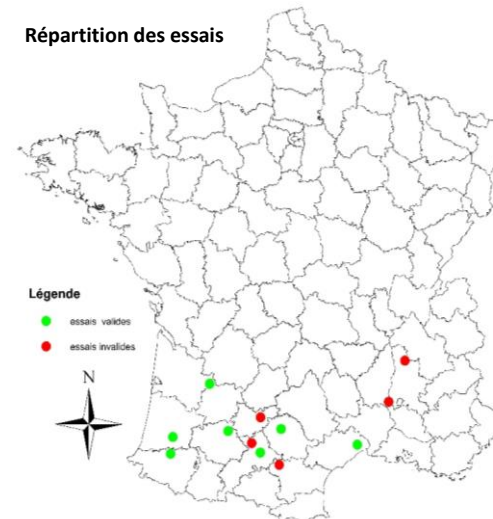 Répartition des essais
Légende
essais valides
essais invalides
N